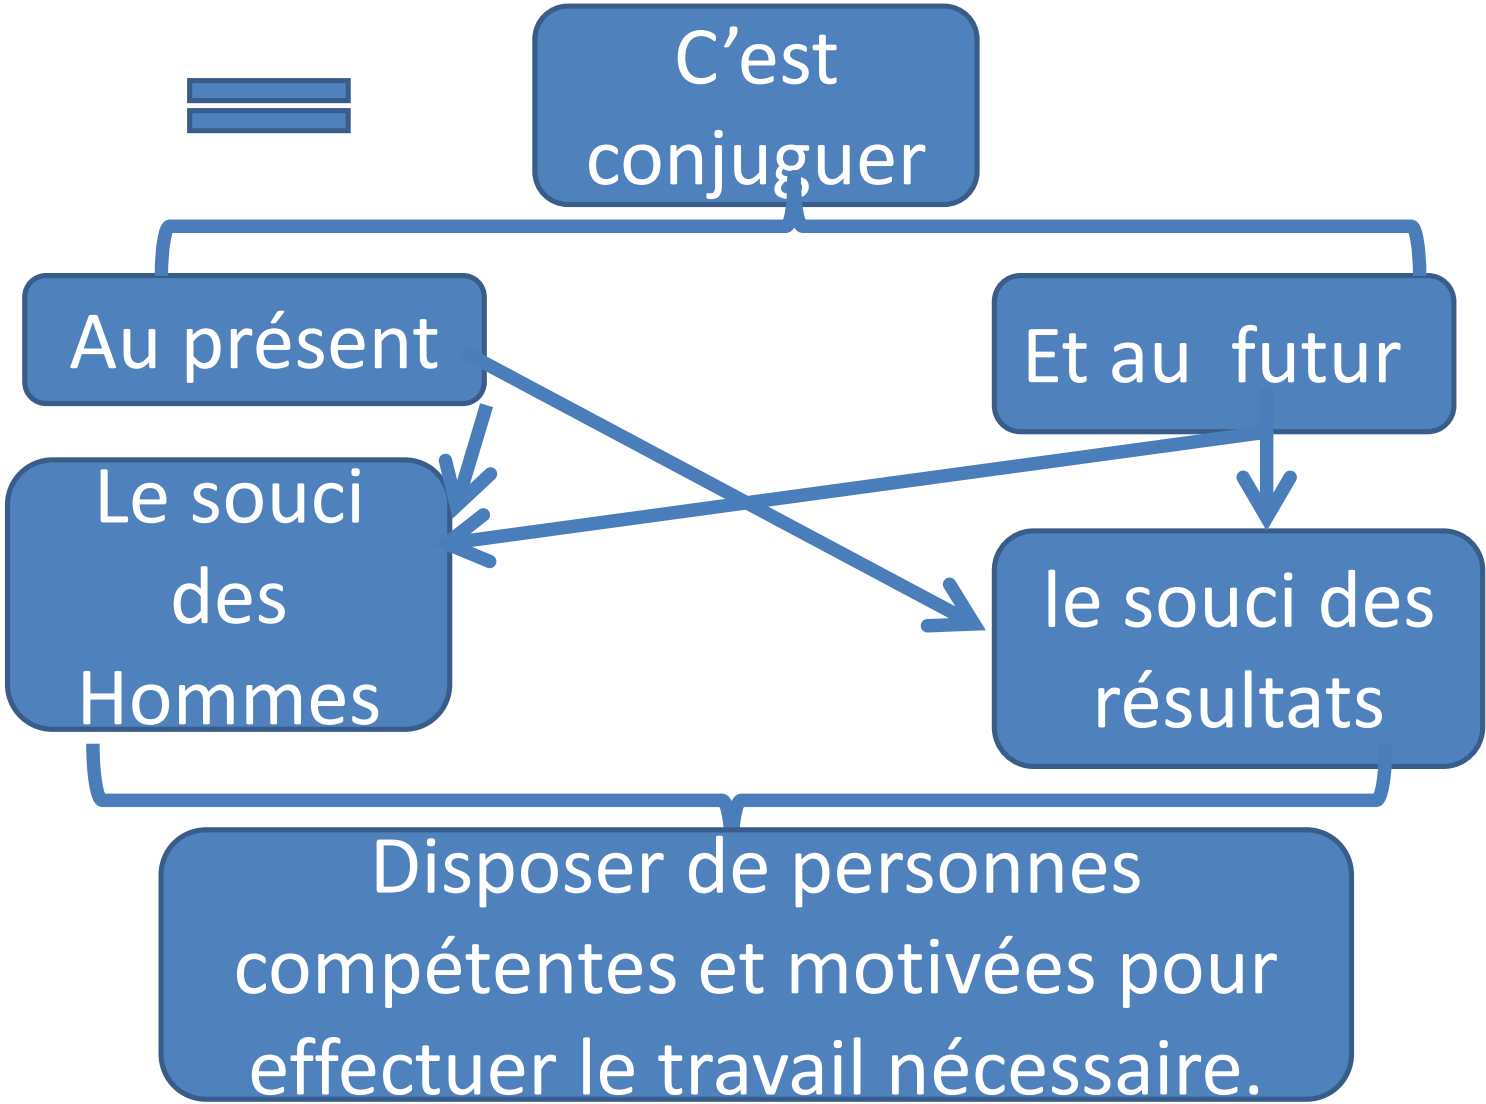 C’est
conjuguer
Au présent
Et au  futur
Le souci
des
Hommes
le souci des
résultats
Disposer de personnes
compétentes et motivées pour
effectuer le travail nécessaire.